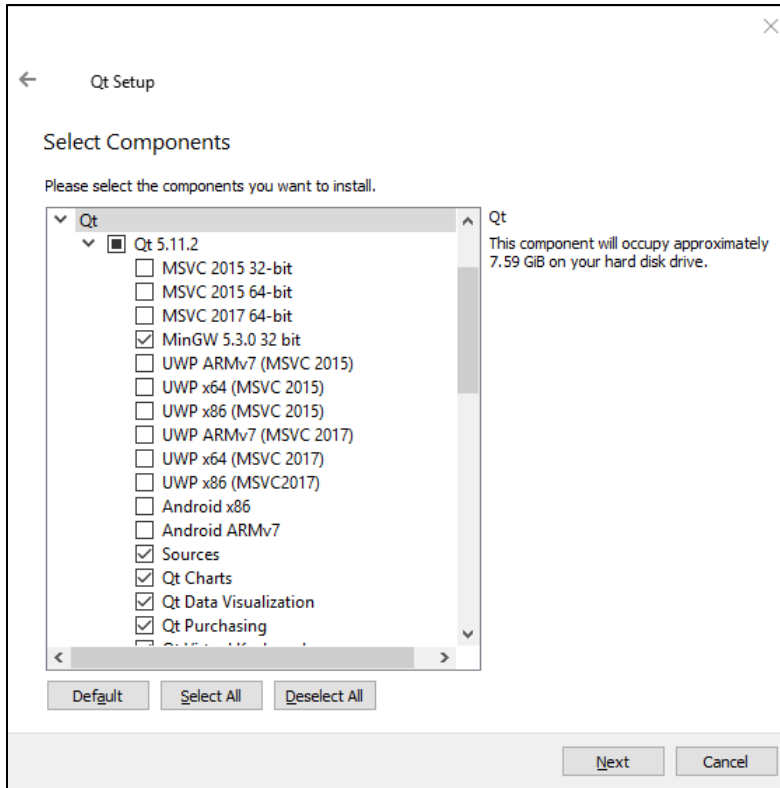 Qt Setup
Select Components
Please select the components you want to install.
Qt
Qt 5.11.2
MSVC 2015 32-bit
MSVC 2015 64-bit
MSVC 2017 64-bit
MinGW 5.3.0 32 bit
UWP ARMv7 (MSVC 2015)
UWP x64 (MSVC 2015)
UWP x86 (MSVC 2015)
UWP ARMv7 (MSVC 2017)
UWP x64 (MSVC 2017)
UWP x86 (MSVC2017)
Android x86
Android ARMv7
Sources
Qt Charts
Qt Data Visualization
Qt Purchasing
Qt
This component will occupy approximately
7.59 GiB on your hard disk drive.
Default
Select All
Deselect All
Next
Cancel